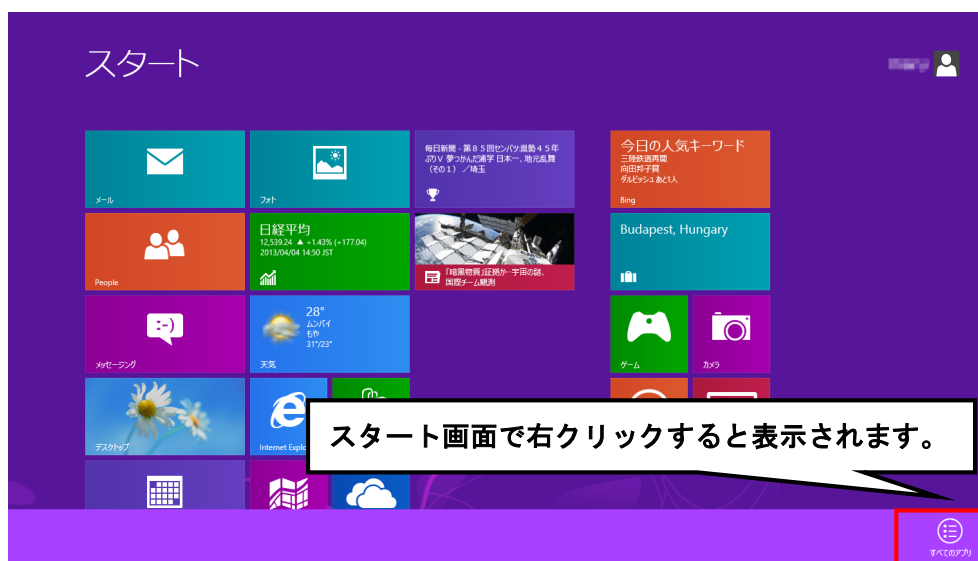 スタート
メール
フォト
毎日新聞 - 第８５回センバツ:農勢４５年
ぶりＶ 夢つかんだ浦学 日本一、地元乱舞
（その１） ／埼玉
今日の人気キーワード
三陸鉄道再開
向田邦子賞
ダルビッシュ あと1人
Bing
People
日経平均
12,539.24 ▲ +1.43% (+177.04)
2013/04/04 14:50 JST
「暗黒物質」証拠か…宇宙の謎、
国際チーム観測
Budapest, Hungary
メッセージング
:-)
28°
ムンバイ
もや
31°/23°
天気
ゲーム
カメラ
デスクトップ
Internet Explo
スタート画面で右クリックすると表示されます。
すべてのアプリ